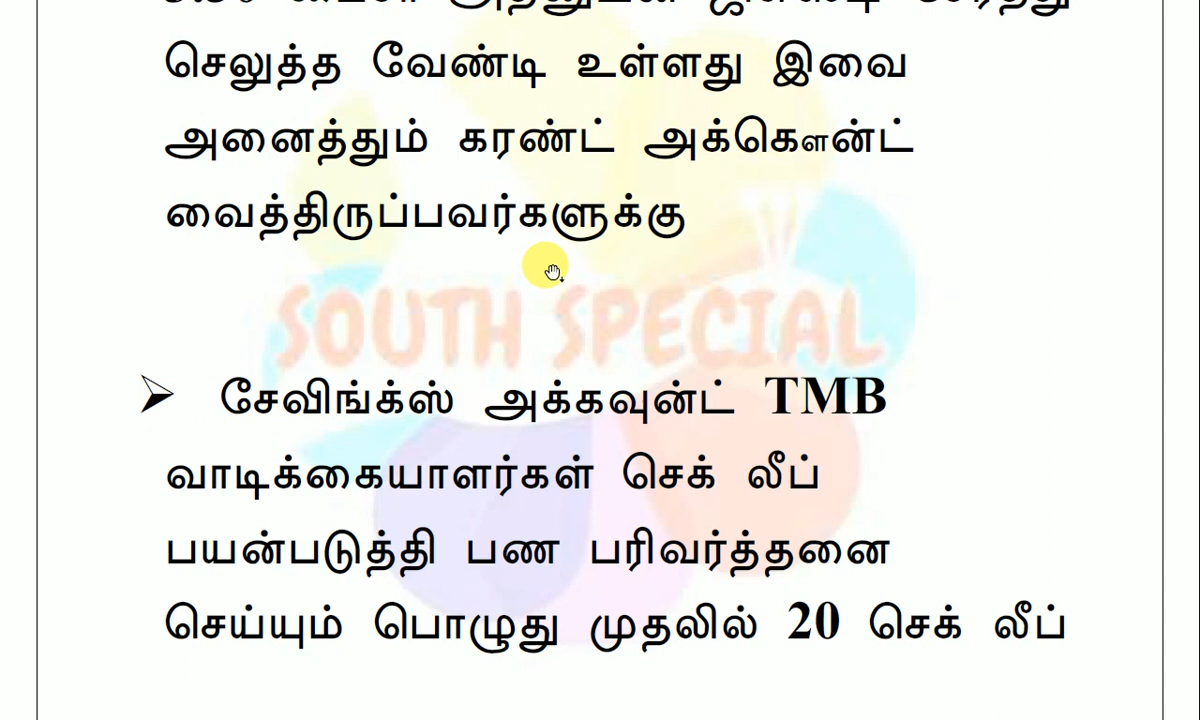 செலுத்த வேண்டி உள்ளது இவை
அனைத்தும் கரண்ட் அக்கௌன்ட்
வைத்திருப்பவர்களுக்கு
SOUTH SPECIAL
➢ சேவிங்க்ஸ் அக்கவுன்ட் TMB
வாடிக்கையாளர்கள் செக் லீப்
பயன்படுத்தி பண பரிவர்த்தனை
செய்யும் பொழுது முதலில் 20 செக் லீப்